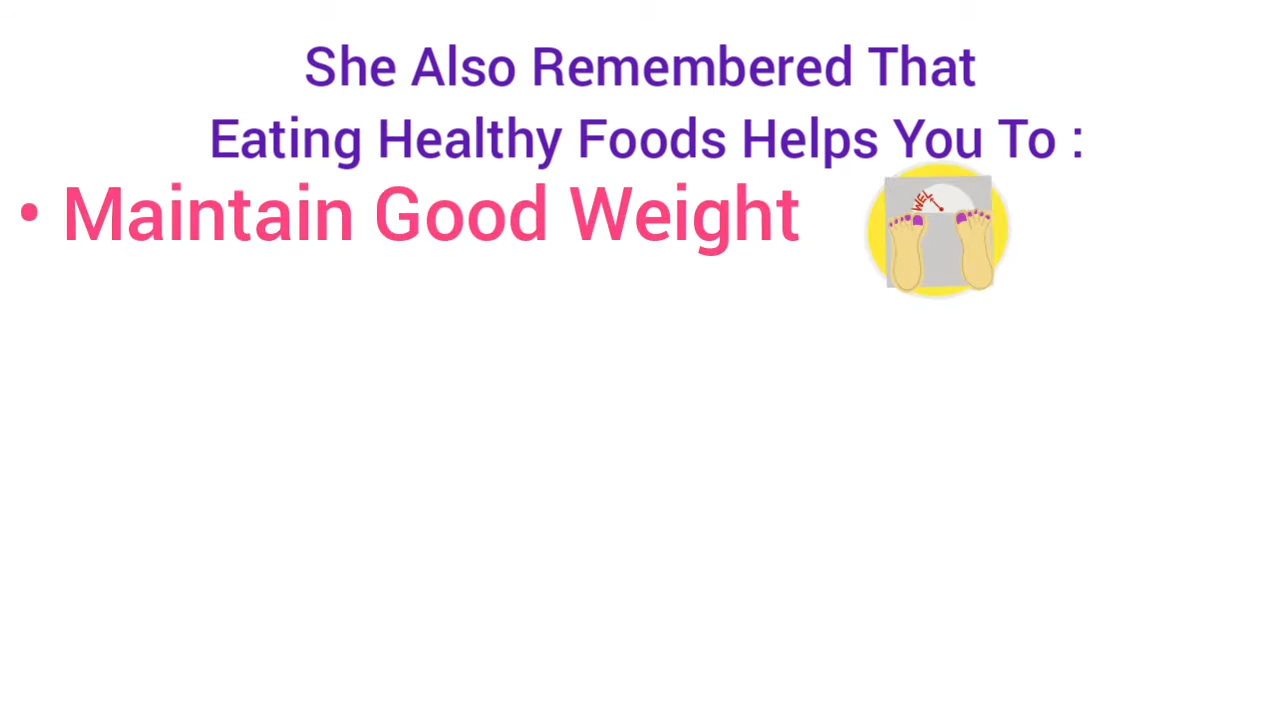 She Also Remembered That
Eating Healthy Foods Helps You To :
• Maintain Good Weight